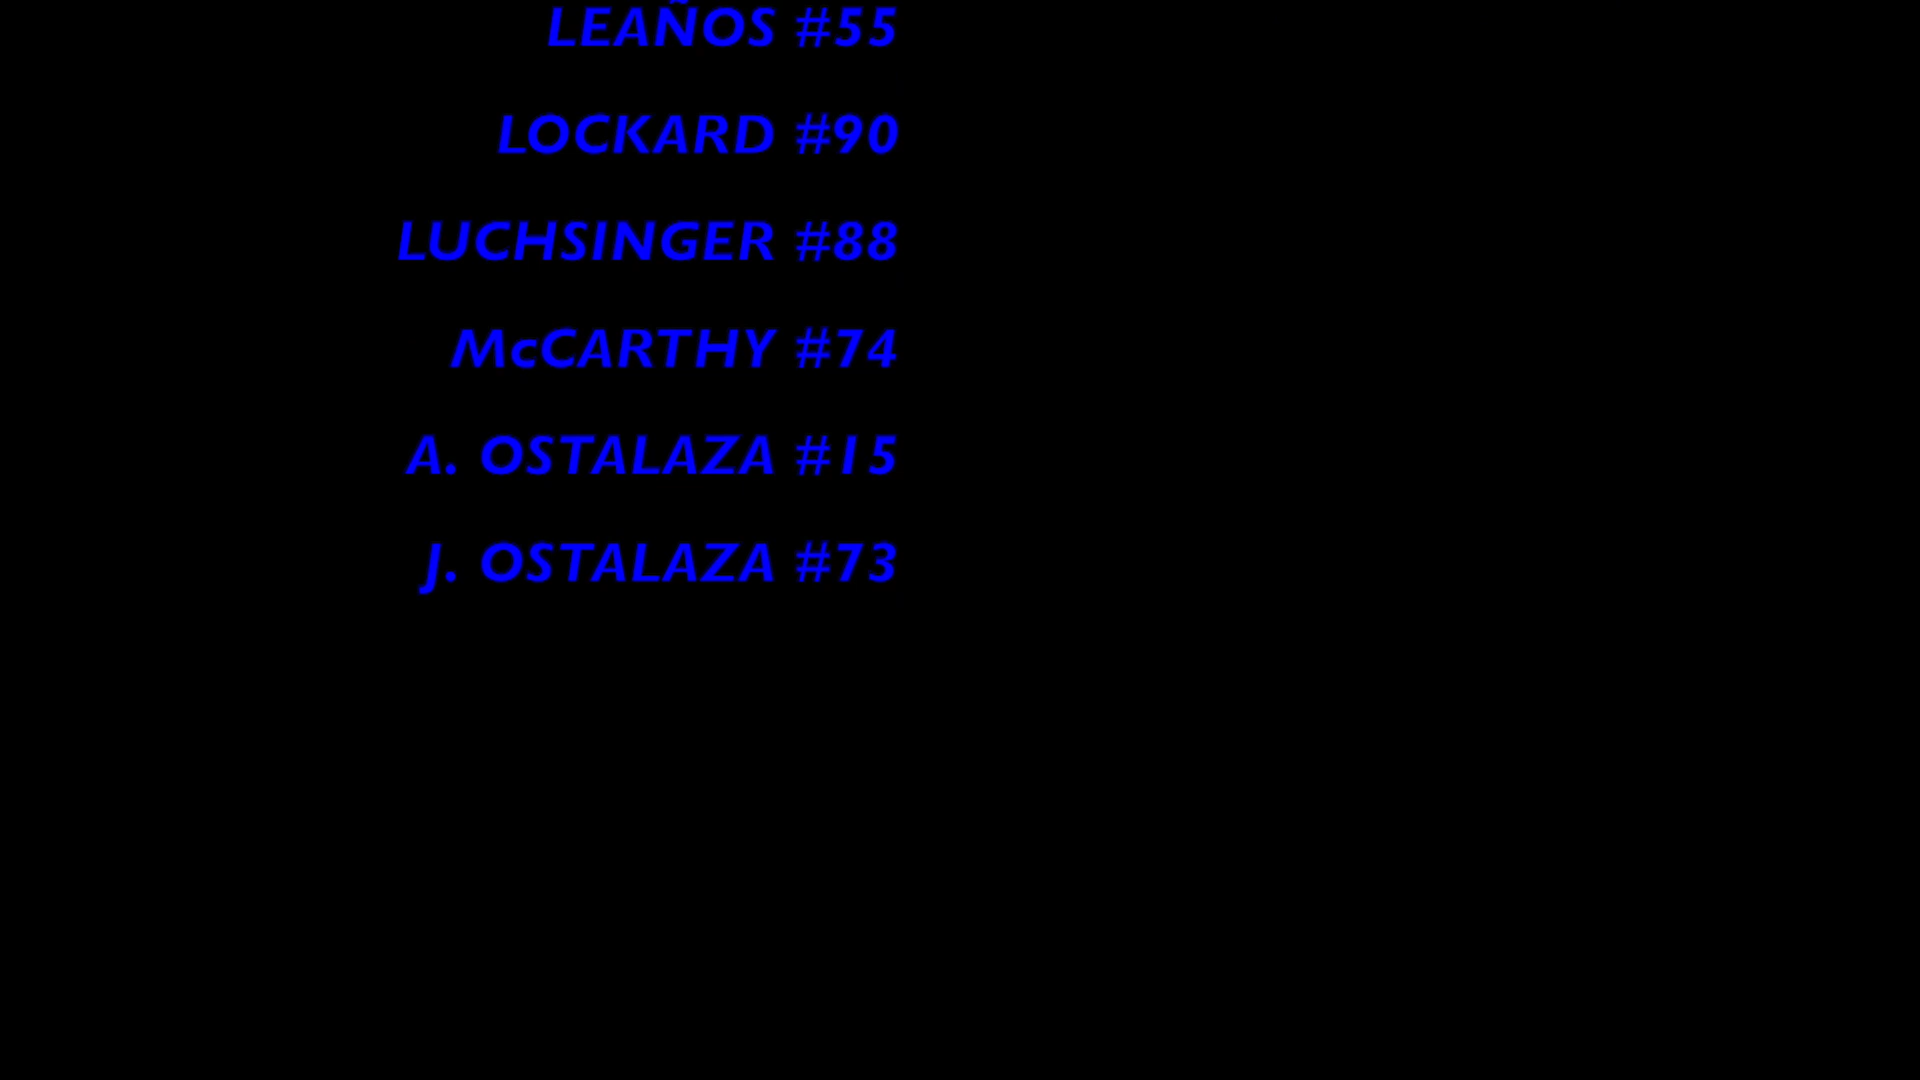 LEAÑOS #55
LOCKARD #90
LUCHSINGER #88
McCARTHY #74
A. OSTALAZA #15
J. OSTALAZA #73